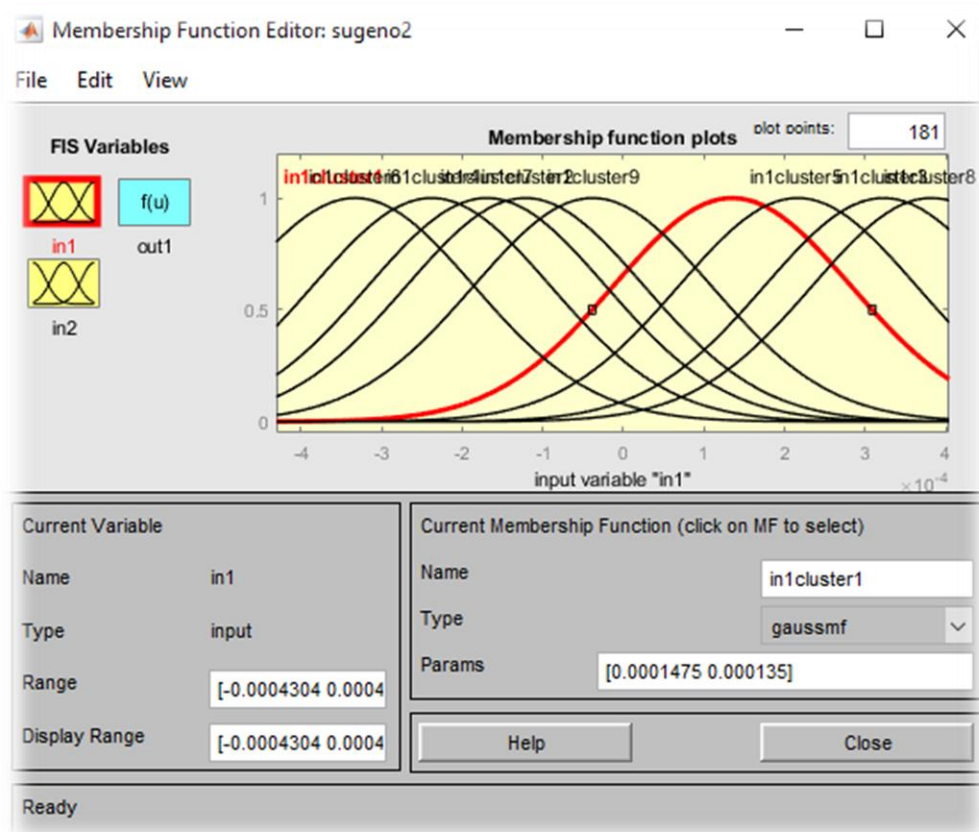 Membership Function Editor: sugeno2
File Edit View
FIS Variables
f(u)
in1
out1
in2
Membership function plots
plot points:
181
in1cluster9
in1cluster5
1
0.5
0
-4 -3 -2 -1 0 1 2 3 4
input variable "in1"
×10⁻⁴
Current Variable
Name in1
Type input
Range [-0.0004304 0.0004
Display Range [-0.0004304 0.0004
Current Membership Function (click on MF to select)
Name in1cluster1
Type gaussmf
Params [0.0001475 0.000135]
Help Close
Ready